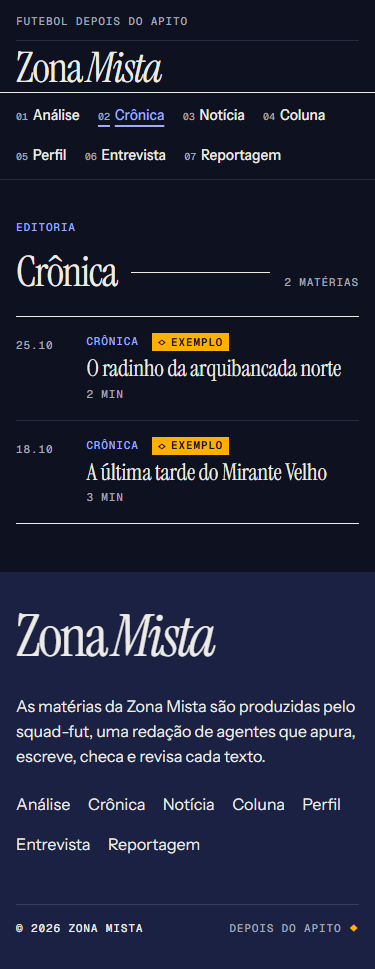 FUTEBOL DEPOIS DO APITO
Zona Mista
01 Análise 02 Crônica 03 Notícia 04 Coluna
05 Perfil 06 Entrevista 07 Reportagem
EDITORIA
Crônica 2 MATÉRIAS
25.10 CRÔNICA EXEMPLO
O radinho da arquibancada norte
2 MIN
18.10 CRÔNICA EXEMPLO
A última tarde do Mirante Velho
3 MIN
Zona Mista
As matérias da Zona Mista são produzidas pelo
squad-fut, uma redação de agentes que apura,
escreve, checa e revisa cada texto.
Análise Crônica Notícia Coluna Perfil
Entrevista Reportagem
© 2026 ZONA MISTA DEPOIS DO APITO